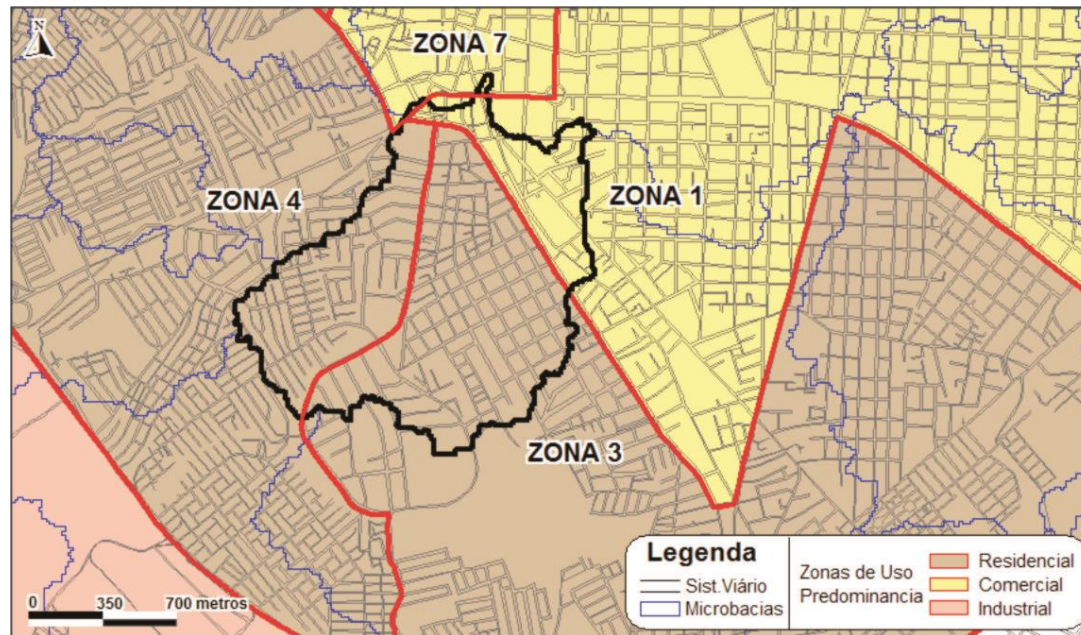 N
ZONA 7
ZONA 4
ZONA 1
ZONA 3
0 350 700 metros
Legenda
Sist.Viário
Microbacias
Zonas de Uso
Predominancia
Residencial
Comercial
Industrial